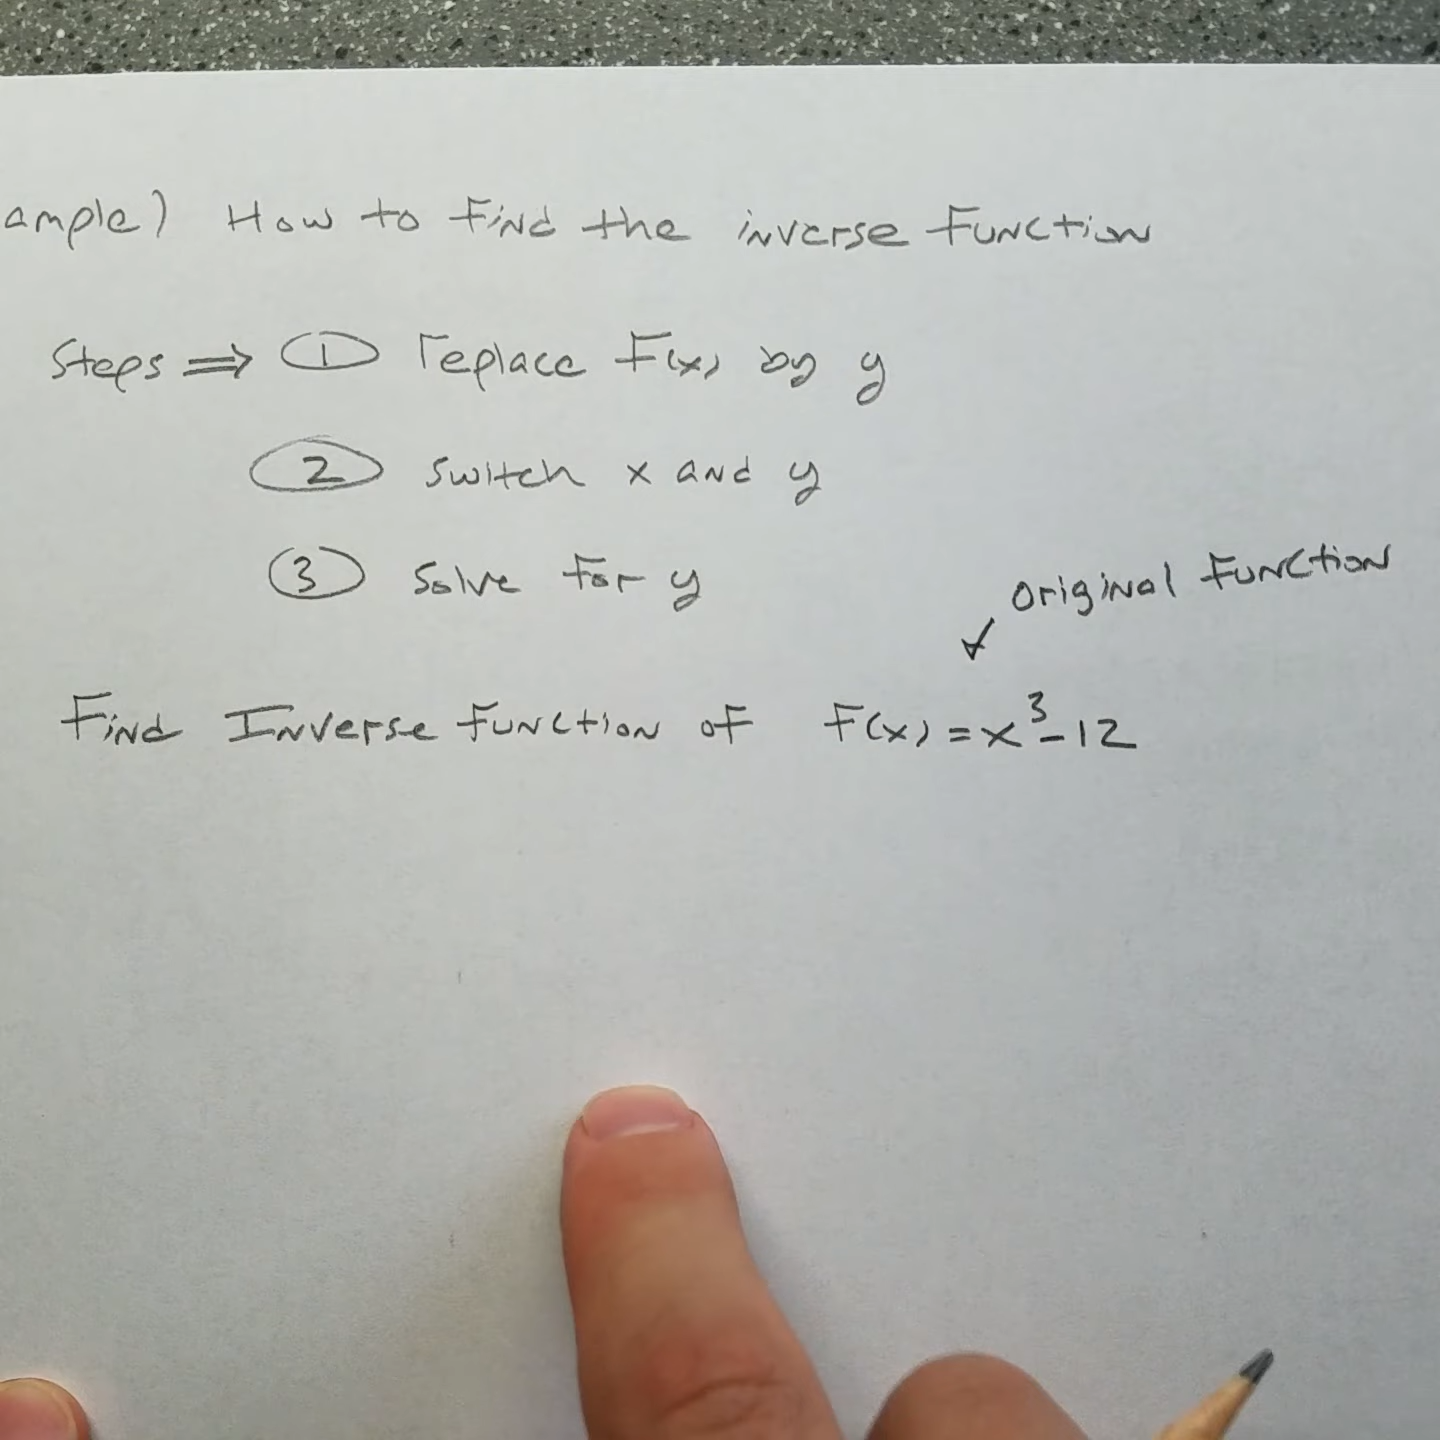 ample) How to Find the inverse Function
Steps ⇒ ① replace F(x) by y
② Switch x and y
③ Solve for y
original Function
Find Inverse Function of F(x) = x³-12